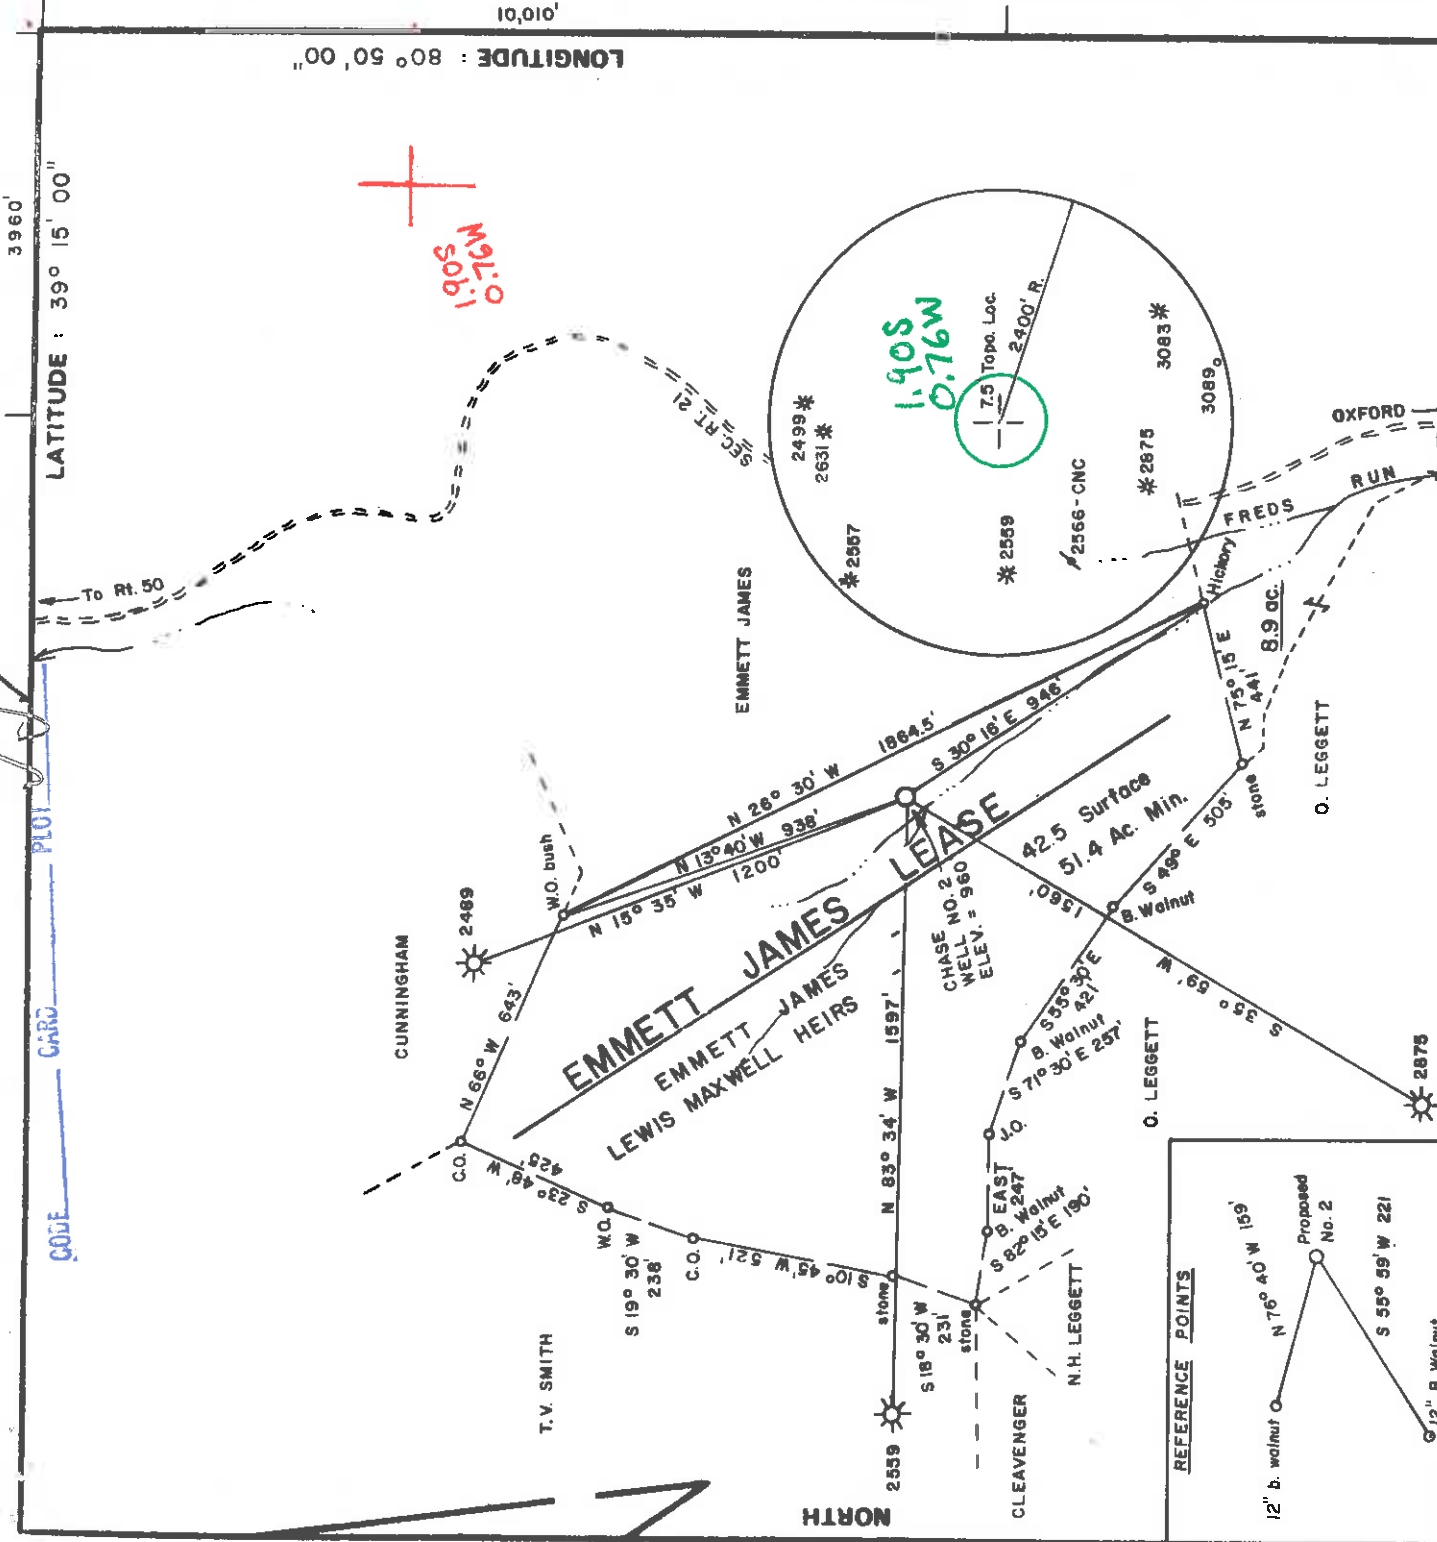 10,010'
3960'
LONGITUDE : 80° 50' 00"
LATITUDE : 39° 15' 00"
1.90S
0.76W
To Rt. 50
SEC. RT. 21
CODE CARD PLOT
1.90S
0.76W
7.5 Topo. Loc.
2400' R.
2499
2631
2557
2559
2566-CNC
2875
3083
3089
OXFORD
FREDS RUN
Hickory
EMMETT JAMES
CUNNINGHAM
2489
W.O. bush
N 66° W 643'
N 26° 30' W 1864.5'
N 13° 40' W 938'
N 15° 35' W 1200'
S 30° 16' E 946'
N 75° 15' E
441'
8.9 ac.
O. LEGGETT
stone
S 49° E 505'
42.5 Surface
51.4 Ac. Min.
EMMETT JAMES LEASE
EMMETT JAMES
LEWIS MAXWELL HEIRS
CHASE
WELL NO. 2
ELEV. = 960
1560'
S 35° 59' W
2875
B. Walnut
S 55° 30' E
421'
B. Walnut
S 71° 30' E 257'
O. LEGGETT
J.O.
EAST
247'
B. Walnut
S 82° 15' E 190'
N 83° 34' W 1597'
C.O.
S 23° 48' W
425'
W.O.
S 19° 30' W
238'
C.O.
S 10° 45' W 521'
stone
S 18° 30' W
231'
stone
T.V. SMITH
2559
CLEAVENGER
N.H. LEGGETT
NORTH
REFERENCE POINTS
12" b. walnut
N 76° 40' W 159'
Proposed
No. 2
S 55° 59' W 221
12" B. Walnut